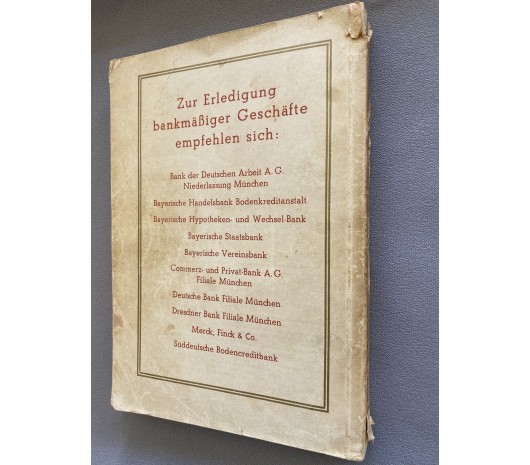 Zur Erledigung
bankmäßiger Geschäfte
empfehlen sich:
Bank der Deutschen Arbeit A. G.
Niederlassung München
Bayerische Handelsbank Bodenkreditanstalt
Bayerische Hypotheken- und Wechsel-Bank
Bayerische Staatsbank
Bayerische Vereinsbank
Commerz- und Privat-Bank A. G.
Filiale München
Deutsche Bank Filiale München
Dresdner Bank Filiale München
Merck, Finck & Co.
Süddeutsche Bodencreditbank